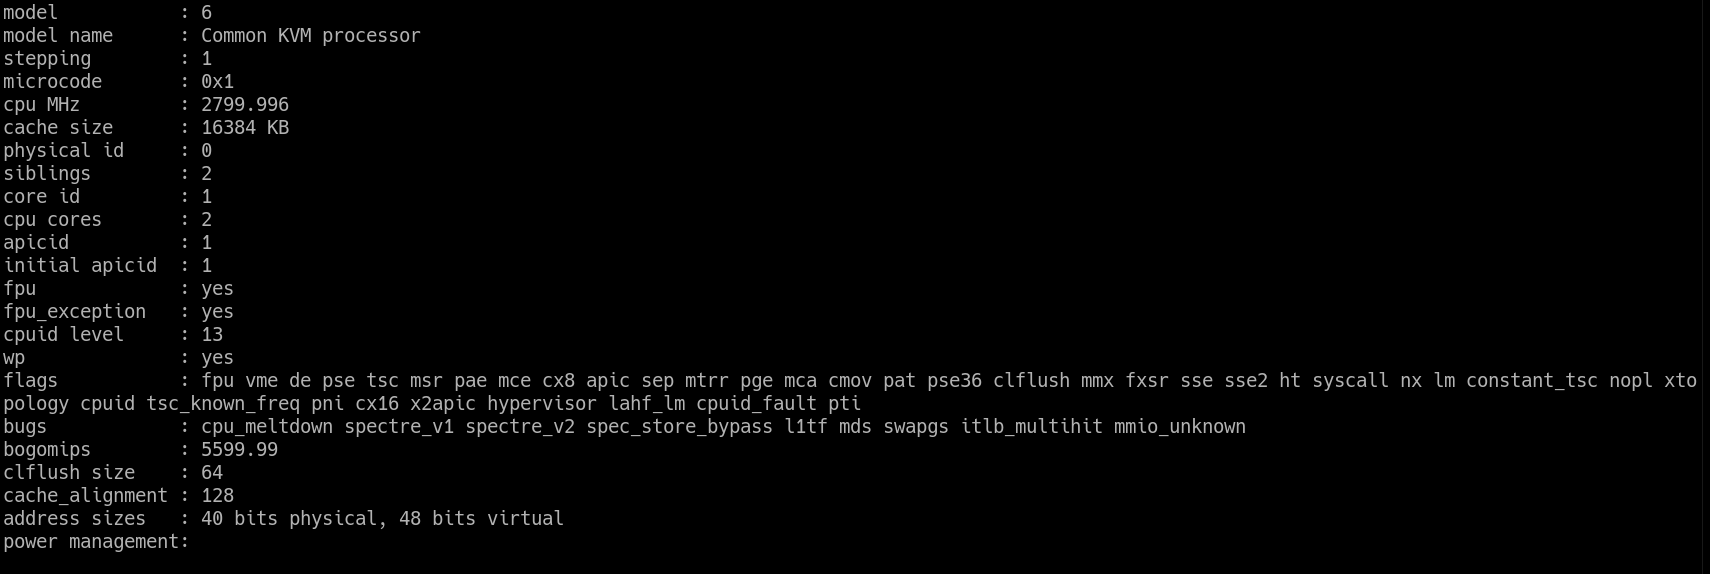 model           : 6
model name      : Common KVM processor
stepping        : 1
microcode       : 0x1
cpu MHz         : 2799.996
cache size      : 16384 KB
physical id     : 0
siblings        : 2
core id         : 1
cpu cores       : 2
apicid          : 1
initial apicid  : 1
fpu             : yes
fpu_exception   : yes
cpuid level     : 13
wp              : yes
flags           : fpu vme de pse tsc msr pae mce cx8 apic sep mtrr pge mca cmov pat pse36 clflush mmx fxsr sse sse2 ht syscall nx lm constant_tsc nopl xto
pology cpuid tsc_known_freq pni cx16 x2apic hypervisor lahf_lm cpuid_fault pti
bugs            : cpu_meltdown spectre_v1 spectre_v2 spec_store_bypass l1tf mds swapgs itlb_multihit mmio_unknown
bogomips        : 5599.99
clflush size    : 64
cache_alignment : 128
address sizes   : 40 bits physical, 48 bits virtual
power management: